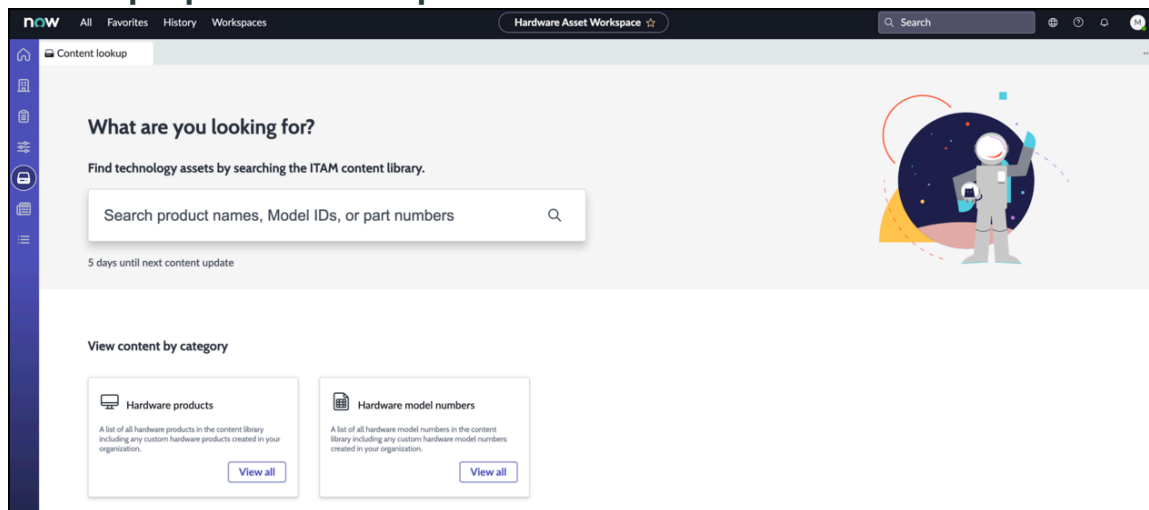 now All Favorites History Workspaces Hardware Asset Workspace Search M
Content lookup
What are you looking for?
Find technology assets by searching the ITAM content library.
Search product names, Model IDs, or part numbers
5 days until next content update
View content by category
Hardware products
A list of all hardware products in the content library
including any custom hardware products created in your
organization.
View all
Hardware model numbers
A list of all hardware model numbers in the content
library including any custom hardware model numbers
created in your organization.
View all